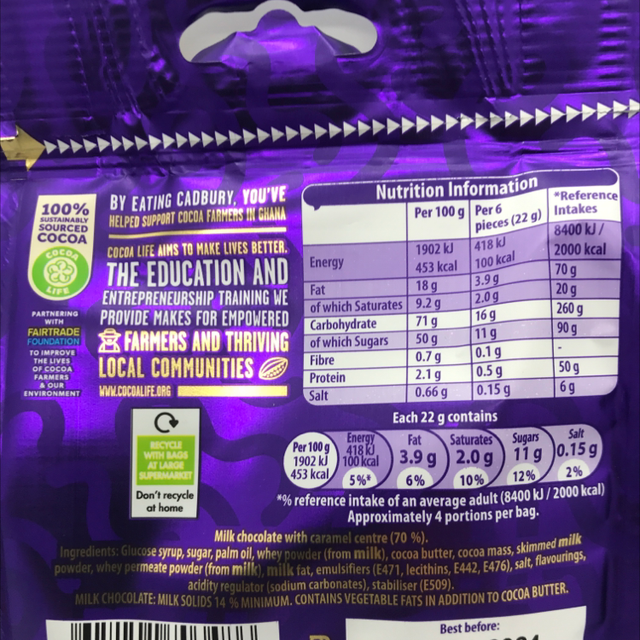 100%
SUSTAINABLY
SOURCED
COCOA
COCOA
LIFE
PARTNERING
WITH
FAIRTRADE
FOUNDATION
TO IMPROVE
THE LIVES
OF COCOA
FARMERS
& OUR
ENVIRONMENT
BY EATING CADBURY, YOU'VE
HELPED SUPPORT COCOA FARMERS IN GHANA
COCOA LIFE AIMS TO MAKE LIVES BETTER.
THE EDUCATION AND
ENTREPRENEURSHIP TRAINING WE
PROVIDE MAKES FOR EMPOWERED
FARMERS AND THRIVING
LOCAL COMMUNITIES
WWW.COCOALIFE.ORG
RECYCLE
WITH BAGS
AT LARGE
SUPERMARKET
Don't recycle
at home
Nutrition Information
Per 100 g Per 6 pieces (22 g) *Reference Intakes
Energy 1902 kJ 418 kJ 8400 kJ /
453 kcal 100 kcal 2000 kcal
Fat 18 g 3.9 g 70 g
of which Saturates 9.2 g 2.0 g 20 g
Carbohydrate 71 g 16 g 260 g
of which Sugars 50 g 11 g 90 g
Fibre 0.7 g 0.1 g -
Protein 2.1 g 0.5 g 50 g
Salt 0.66 g 0.15 g 6 g
Each 22 g contains
Per 100 g
1902 kJ
453 kcal
Energy
418 kJ
100 kcal
5%*
Fat
3.9 g
6%
Saturates
2.0 g
10%
Sugars
11 g
12%
Salt
0.15 g
2%
*% reference intake of an average adult (8400 kJ / 2000 kcal)
Approximately 4 portions per bag.
Milk chocolate with caramel centre (70 %).
Ingredients: Glucose syrup, sugar, palm oil, whey powder (from milk), cocoa butter, cocoa mass, skimmed milk
powder, whey permeate powder (from milk), milk fat, emulsifiers (E471, lecithins, E442, E476), salt, flavourings,
acidity regulator (sodium carbonates), stabiliser (E509).
MILK CHOCOLATE: MILK SOLIDS 14 % MINIMUM. CONTAINS VEGETABLE FATS IN ADDITION TO COCOA BUTTER.
Best before: